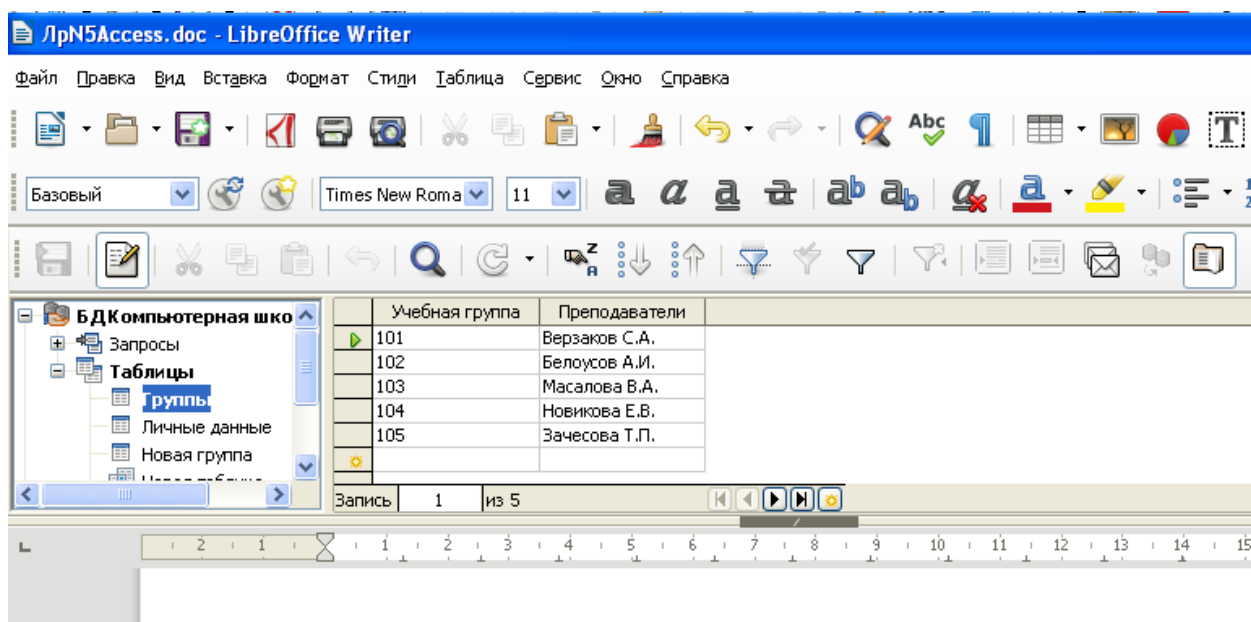 ЛрN5Access.doc - LibreOffice Writer
Файл Правка Вид Вставка Формат Стили Таблица Сервис Окно Справка
Abc T
Базовый Times New Roma 11 a a a a ab ab a a
Z
A
БДКомпьютерная шко
Запросы
Таблицы
Группы
Личные данные
Новая группа
Учебная группа Преподаватели
101 Верзаков С.А.
102 Белоусов А.И.
103 Масалова В.А.
104 Новикова Е.В.
105 Зачесова Т.П.
Запись 1 из 5
2 1 1 2 3 4 5 6 7 8 9 10 11 12 13 14 15